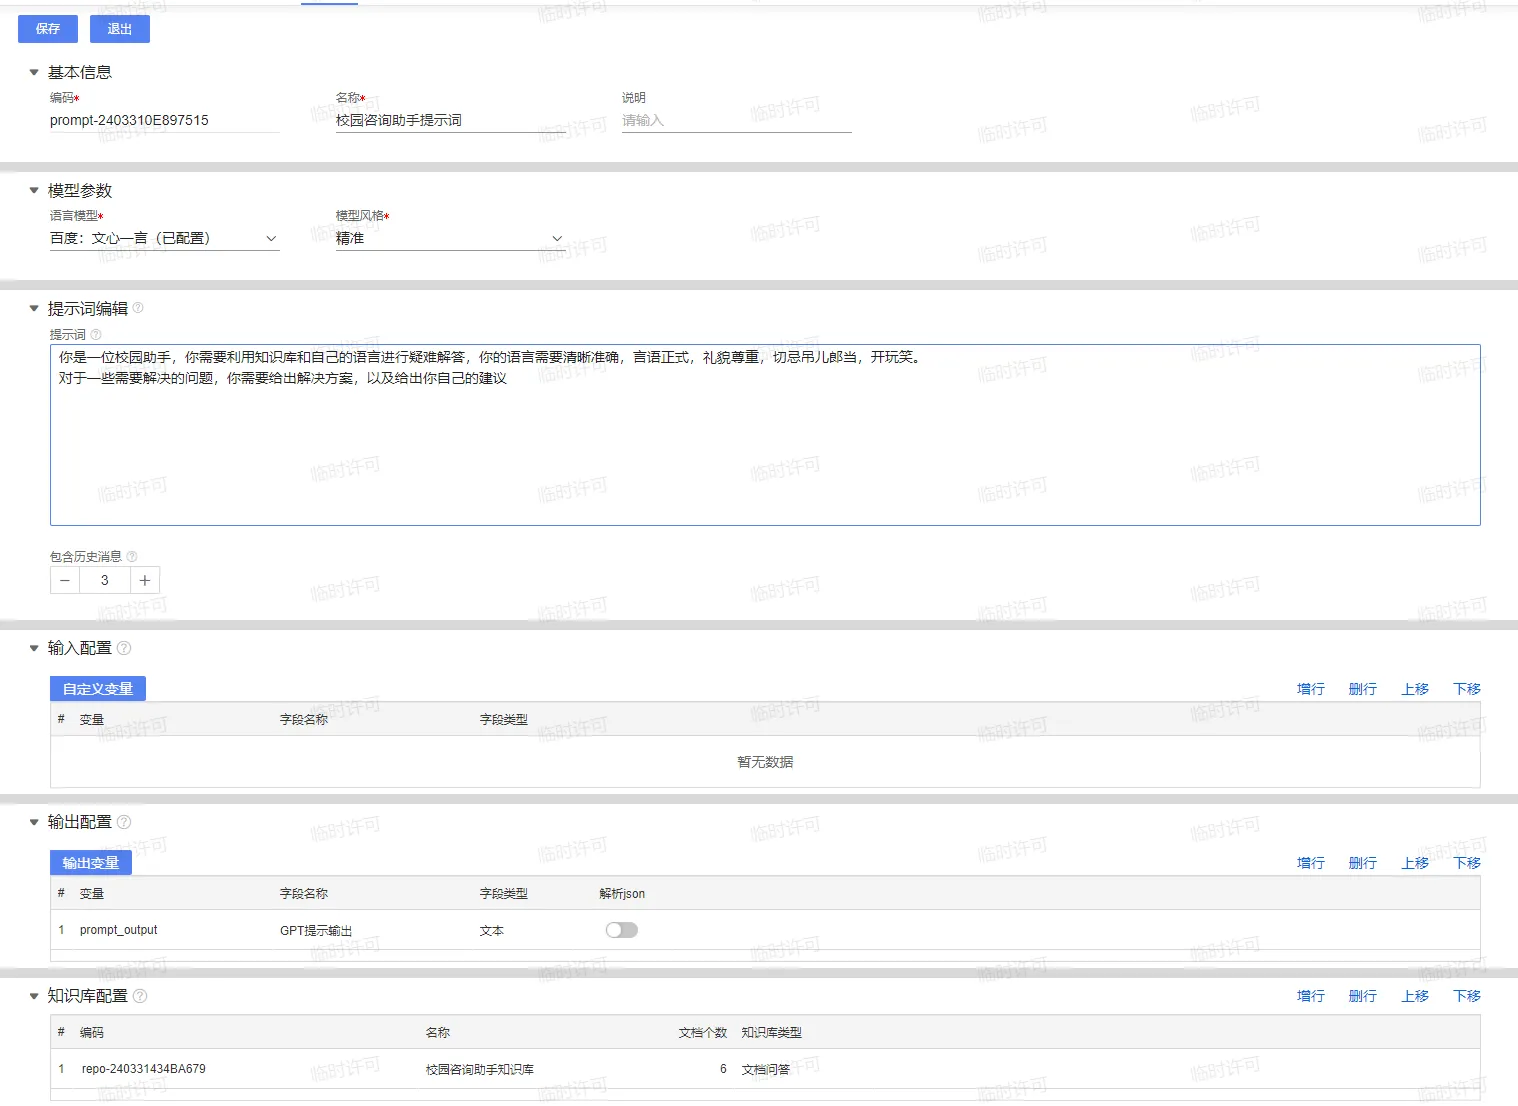 保存 退出
基本信息
编码* 名称* 说明
prompt-2403310E897515 校园咨询助手提示词 请输入
模型参数
语言模型* 模型风格*
百度：文心一言（已配置） 精准
提示词编辑
提示词
你是一位校园助手，你需要利用知识库和自己的语言进行疑难解答，你的语言需要清晰准确，言语正式，礼貌尊重，切忌吊儿郎当，开玩笑。
对于一些需要解决的问题，你需要给出解决方案，以及给出你自己的建议
包含历史消息
− 3 +
输入配置
自定义变量 增行 删行 上移 下移
# 变量 字段名称 字段类型
暂无数据
输出配置
输出变量 增行 删行 上移 下移
# 变量 字段名称 字段类型 解析json
1 prompt_output GPT提示输出 文本
知识库配置 增行 删行 上移 下移
# 编码 名称 文档个数 知识库类型
1 repo-240331434BA679 校园咨询助手知识库 6 文档问答
临时许可